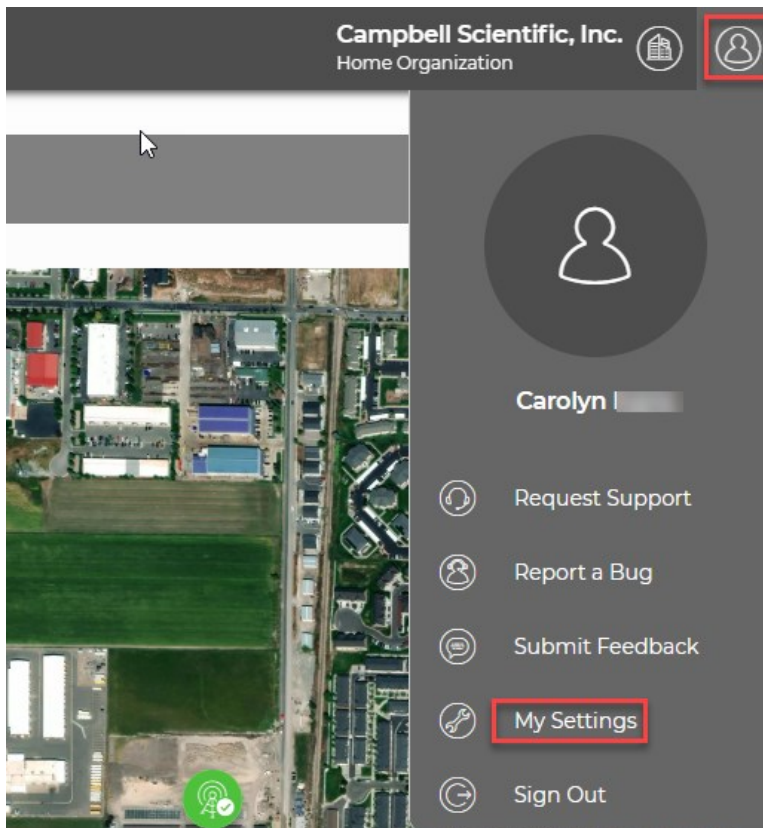 Campbell Scientific, Inc.
Home Organization
Carolyn
Request Support
Report a Bug
Submit Feedback
My Settings
Sign Out